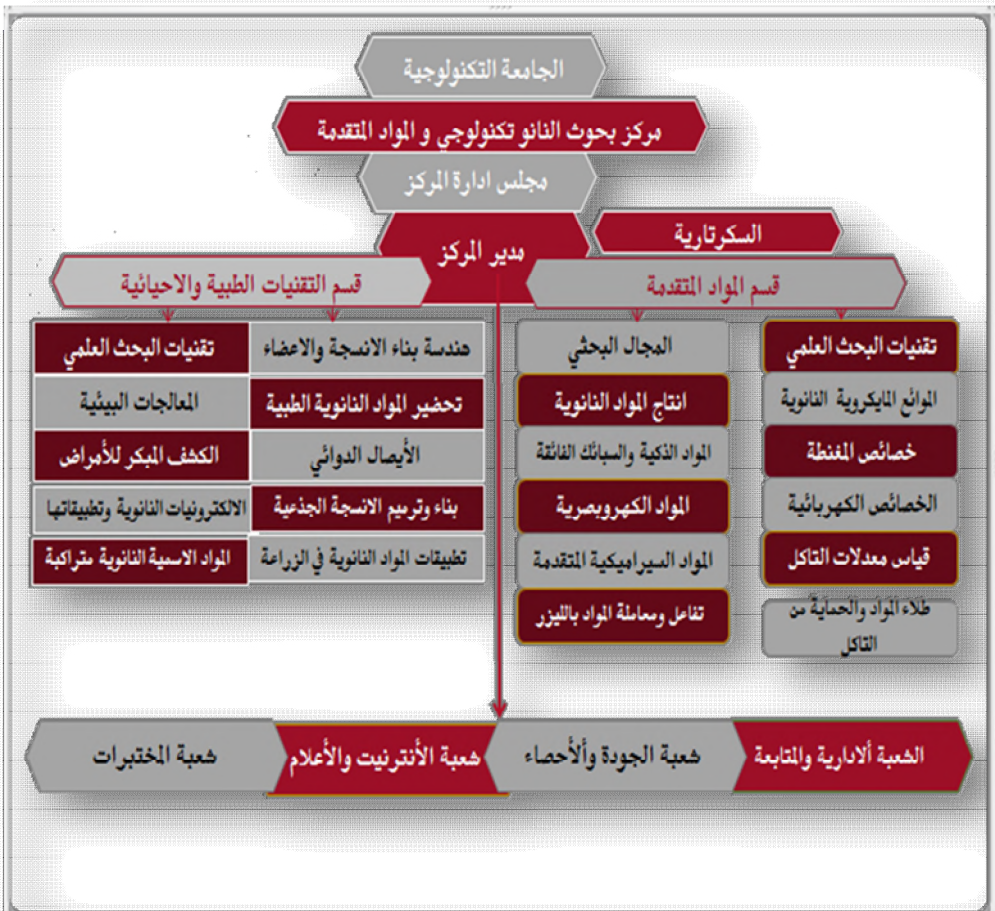 الجامعة التكنولوجية
مركز بحوث النانو تكنولوجي و المواد المتقدمة
مجلس ادارة المركز
السكرتارية
مدير المركز
قسم المواد المتقدمة
قسم التقنيات الطبية والاحيائية
تقنيات البحث العلمي
الموائع المايكروية النانوية
خصائص المغنطة
الخصائص الكهربائية
قياس معدلات التاكل
طلاء المواد والحماية من
التاكل
المجال البحثي
انتاج المواد النانوية
المواد الذكية والسبائك الفائقة
المواد الكهروبصرية
المواد السيراميكية المتقدمة
تفاعل ومعاملة المواد بالليزر
هندسة بناء الانسجة والاعضاء
تحضير المواد النانوية الطبية
الأيصال الدوائي
بناء وترميم الانسجة الجذعية
تطبيقات المواد النانوية في الزراعة
تقنيات البحث العلمي
المعالجات البيئية
الكشف المبكر للأمراض
الالكترونيات النانوية وتطبيقاتها
المواد الاسمية النانوية متراكبة
الشعبة ألادارية والمتابعة
شعبة الجودة وألأحصاء
شعبة الأنترنيت والأعلام
شعبة المختبرات